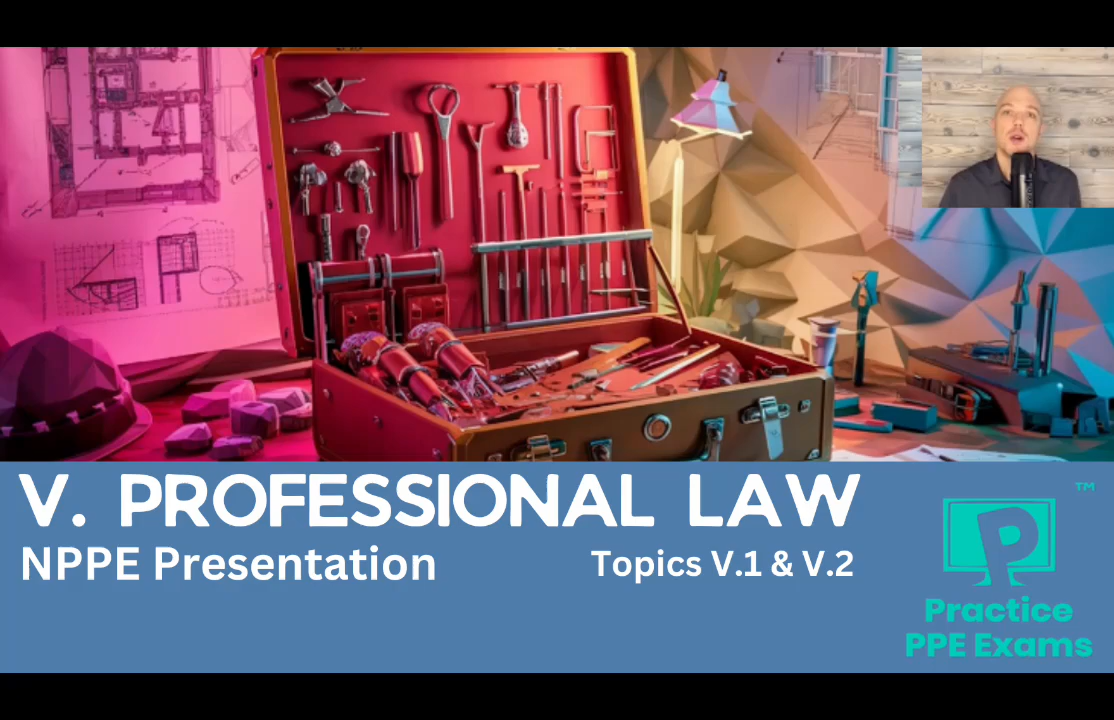 V. PROFESSIONAL LAW
NPPE Presentation
Topics V.1 & V.2
TM
P
Practice
PPE Exams